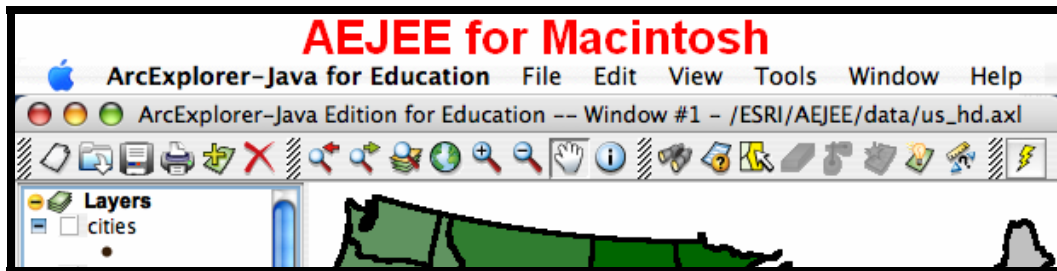 AEJEE for Macintosh
ArcExplorer-Java for Education File Edit View Tools Window Help
ArcExplorer-Java Edition for Education -- Window #1 - /ESRI/AEJEE/data/us_hd.axl
Layers
cities